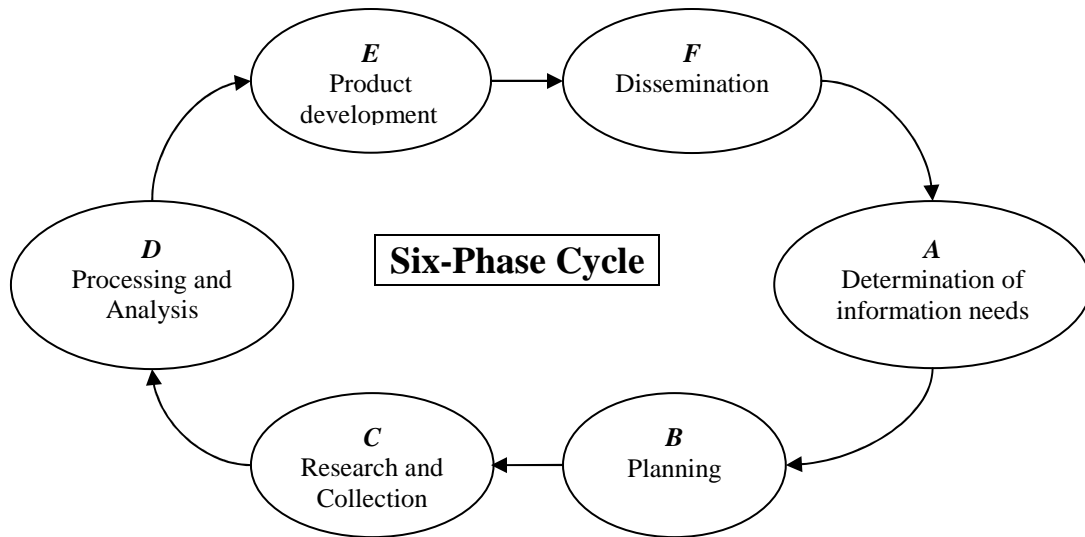 E
Product
development
F
Dissemination
D
Processing and
Analysis
Six-Phase Cycle
A
Determination of
information needs
C
Research and
Collection
B
Planning